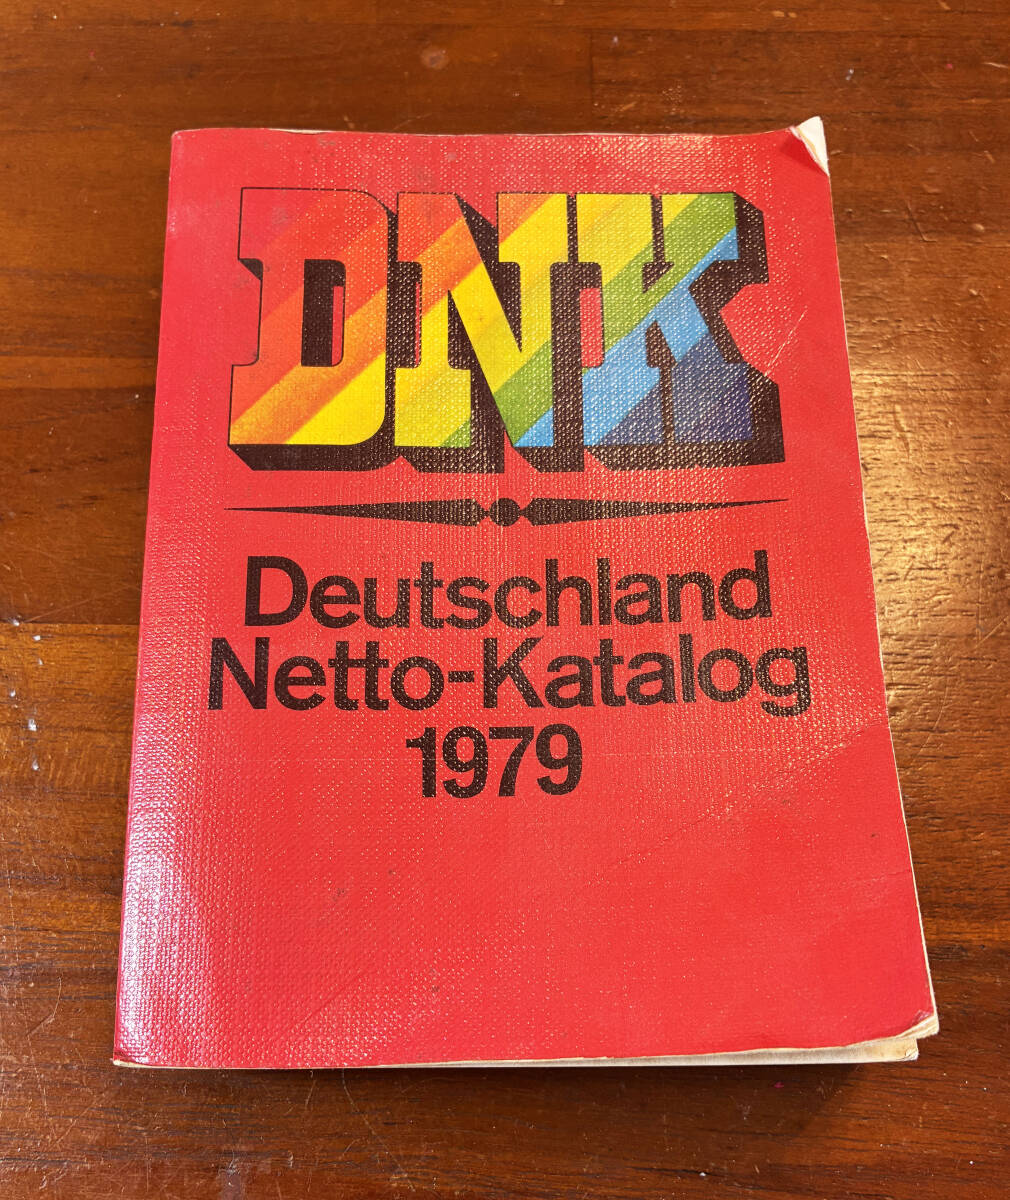 DNK
Deutschland
Netto-Katalog
1979